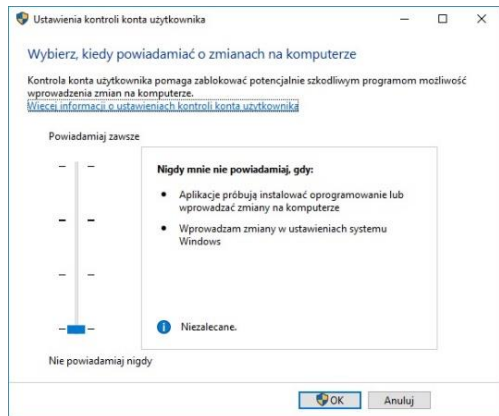 Ustawienia kontroli konta użytkownika
Wybierz, kiedy powiadamiać o zmianach na komputerze
Kontrola konta użytkownika pomaga zablokować potencjalnie szkodliwym programom możliwość
wprowadzenia zmian na komputerze.
Więcej informacji o ustawieniach kontroli konta użytkownika
Powiadamiaj zawsze
Nigdy mnie nie powiadamiaj, gdy:
• Aplikacje próbują instalować oprogramowanie lub
wprowadzać zmiany na komputerze
• Wprowadzam zmiany w ustawieniach systemu
Windows
Niezalecane.
Nie powiadamiaj nigdy
OK Anuluj